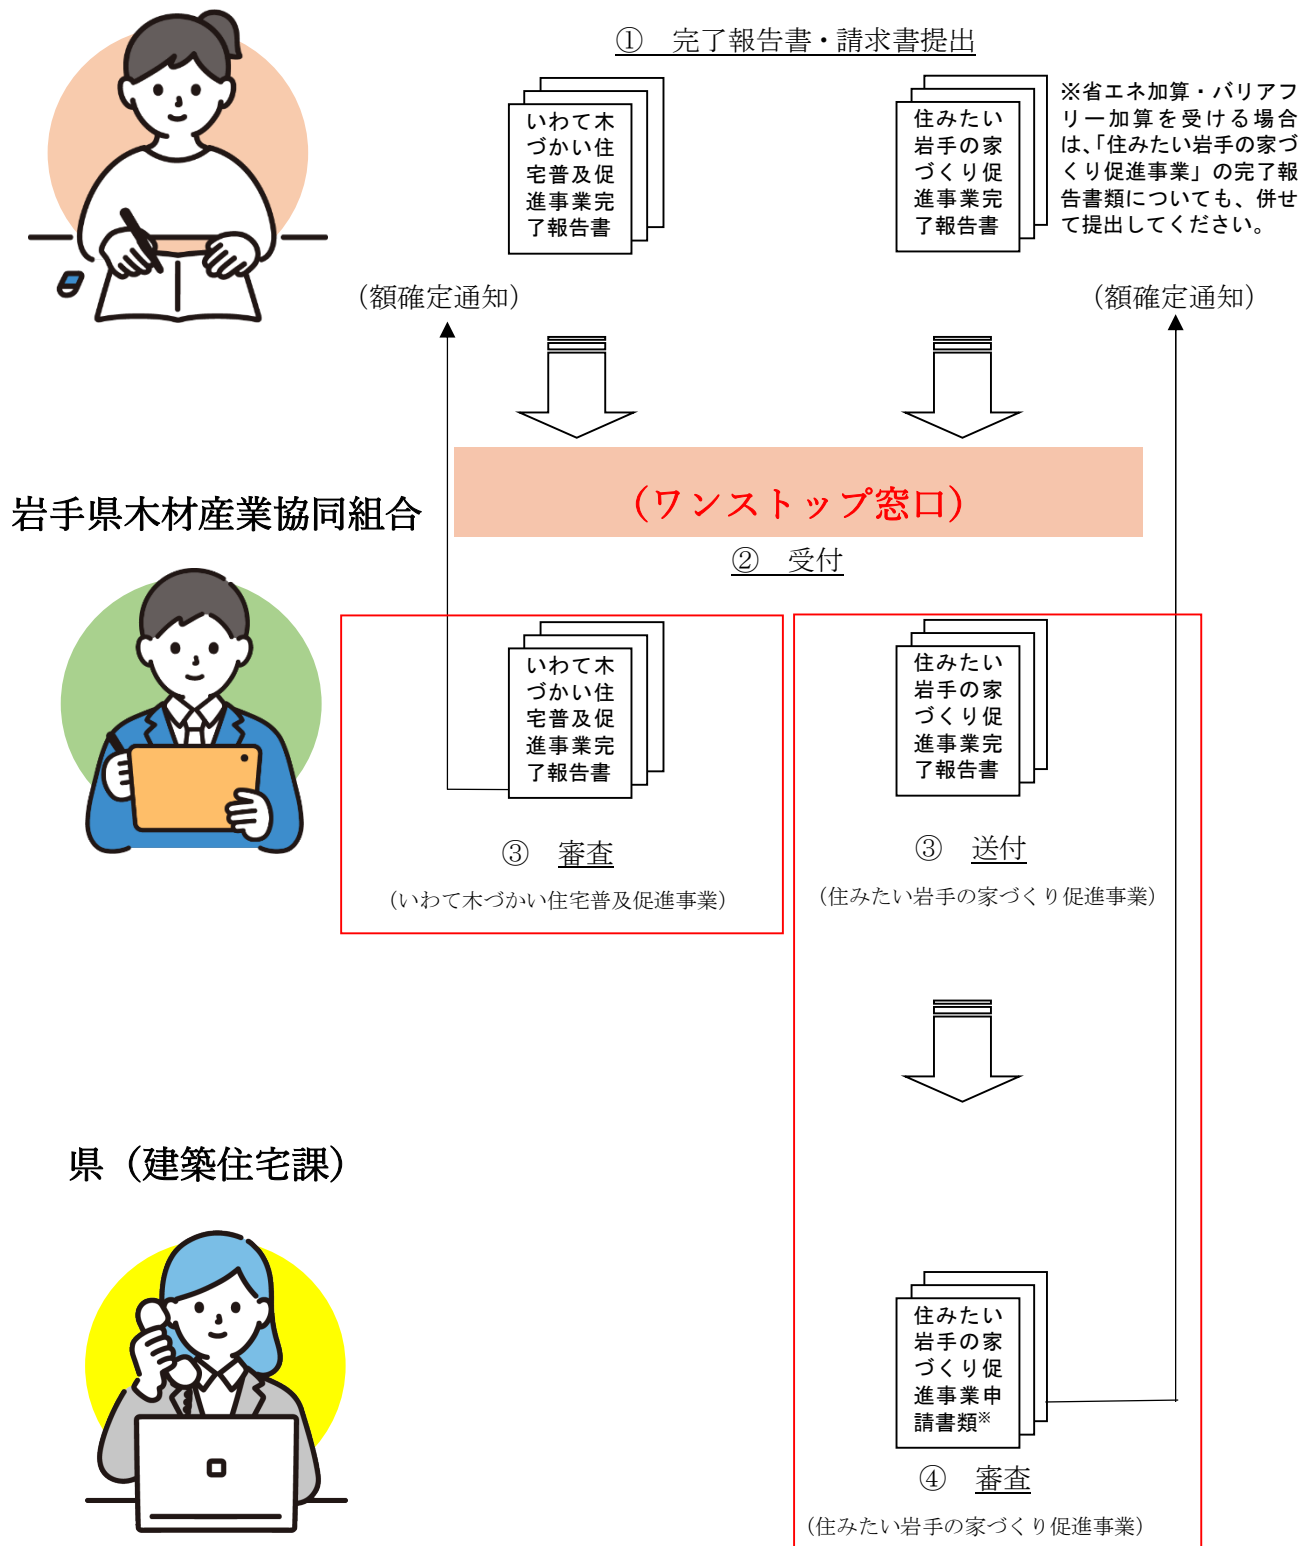 ① 完了報告書・請求書提出
いわて木
づかい住
宅普及促
進事業完
了報告書
住みたい
岩手の家
づくり促
進事業完
了報告書
※省エネ加算・バリアフ
リー加算を受ける場合
は、「住みたい岩手の家づ
くり促進事業」の完了報
告書類についても、併せ
て提出してください。
（額確定通知）
（額確定通知）
岩手県木材産業協同組合
（ワンストップ窓口）
② 受付
いわて木
づかい住
宅普及促
進事業完
了報告書
③ 審査
（いわて木づかい住宅普及促進事業）
住みたい
岩手の家
づくり促
進事業完
了報告書
③ 送付
（住みたい岩手の家づくり促進事業）
県（建築住宅課）
住みたい
岩手の家
づくり促
進事業申
請書類※
④ 審査
（住みたい岩手の家づくり促進事業）